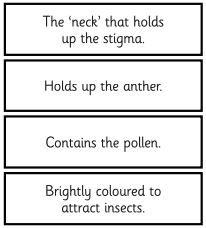 The ‘neck’ that holds
up the stigma.
Holds up the anther.
Contains the pollen.
Brightly coloured to
attract insects.